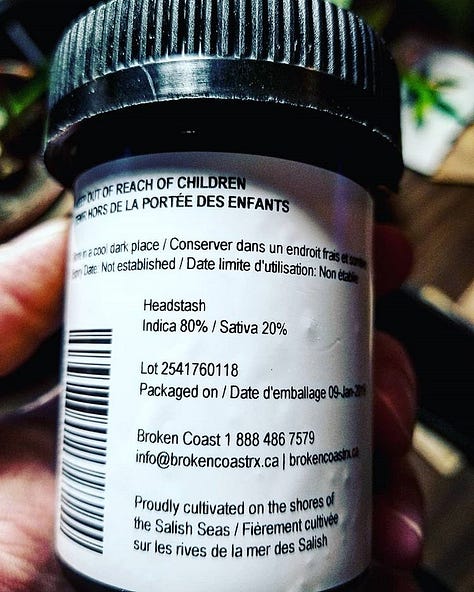 OUT OF REACH OF CHILDREN
HORS DE LA PORTÉE DES ENFANTS
in a cool dark place / Conserver dans un endroit frais et
Date: Not established / Date limite d'utilisation: Non
Headstash
Indica 80% / Sativa 20%
Lot 2541760118
Packaged on / Date d'emballage 09-Jan-
Broken Coast 1 888 486 7579
info@brokencoastrx.ca | brokencoastrx.ca
Proudly cultivated on the shores of
the Salish Seas / Fièrement cultivée
sur les rives de la mer des Salish